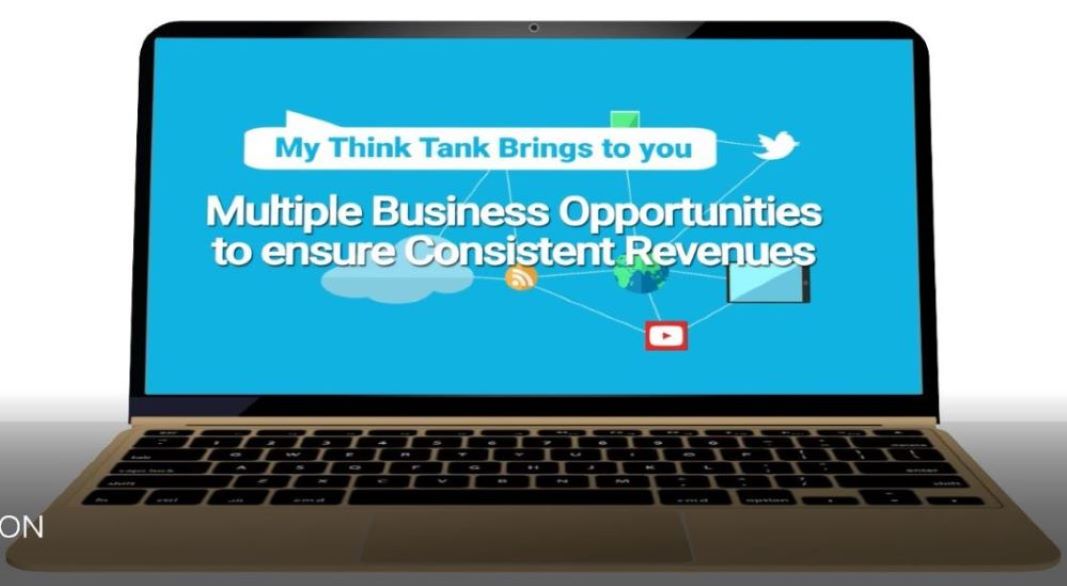 My Think Tank Brings to you
Multiple Business Opportunities
to ensure Consistent Revenues
ON